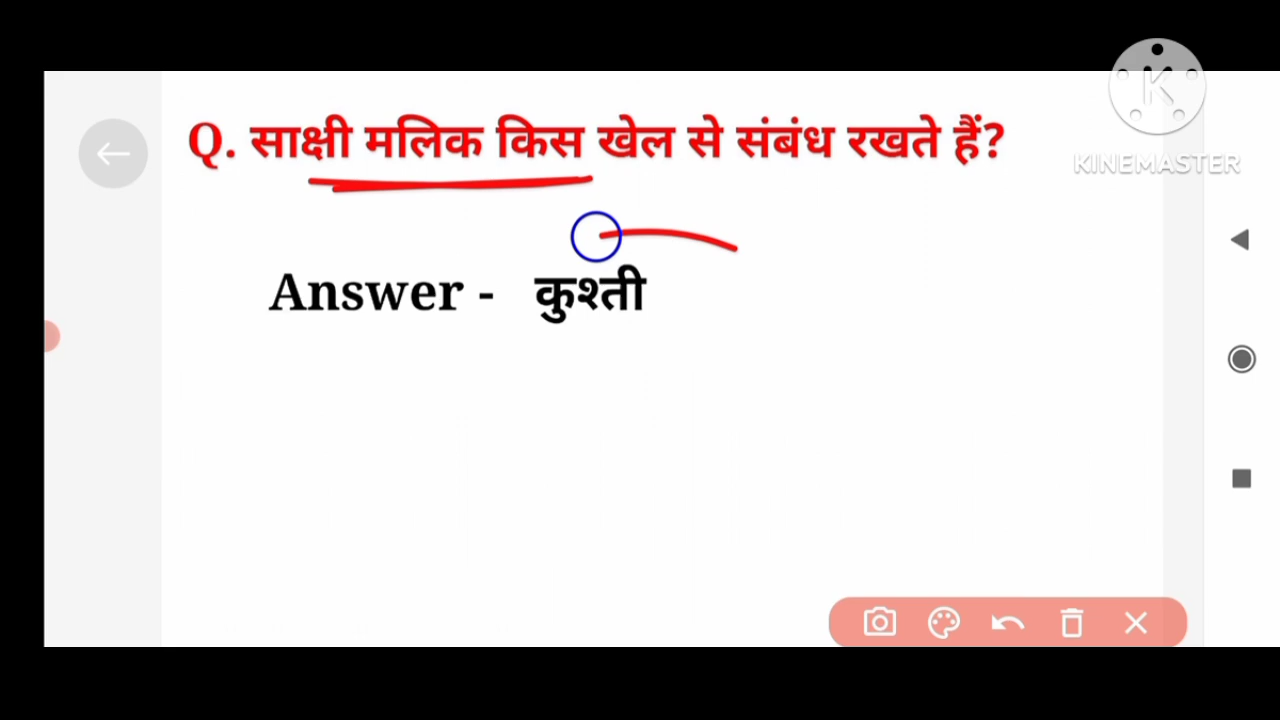 Q. साक्षी मलिक किस खेल से संबंध रखते हैं?
KINEMASTER
Answer - कुश्ती